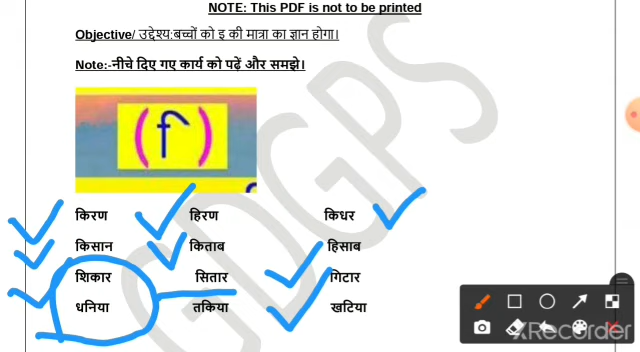 NOTE: This PDF is not to be printed
Objective/ उद्देश्य:बच्चों को इ की मात्रा का ज्ञान होगा।
Note:-नीचे दिए गए कार्य को पढ़ें और समझे।
( ि )
किरण हिरण किधर
किसान किताब हिसाब
शिकार सितार गिटार
धनिया तकिया खटिया
GDGPS
XRecorder